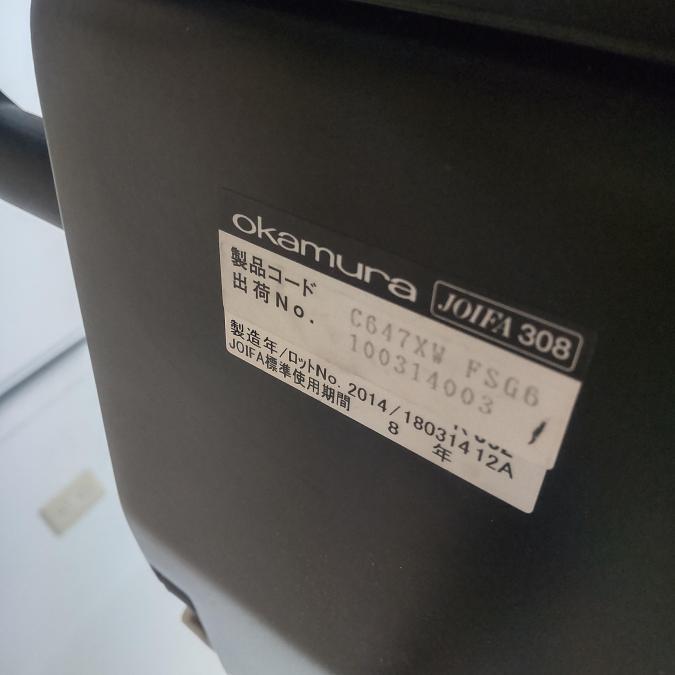 okamura JOIFA 308
製品コード C647XW FSG6
出荷No. 100314003
製造年/ロットNo. 2014/18031412A
JOIFA標準使用期間 8 年